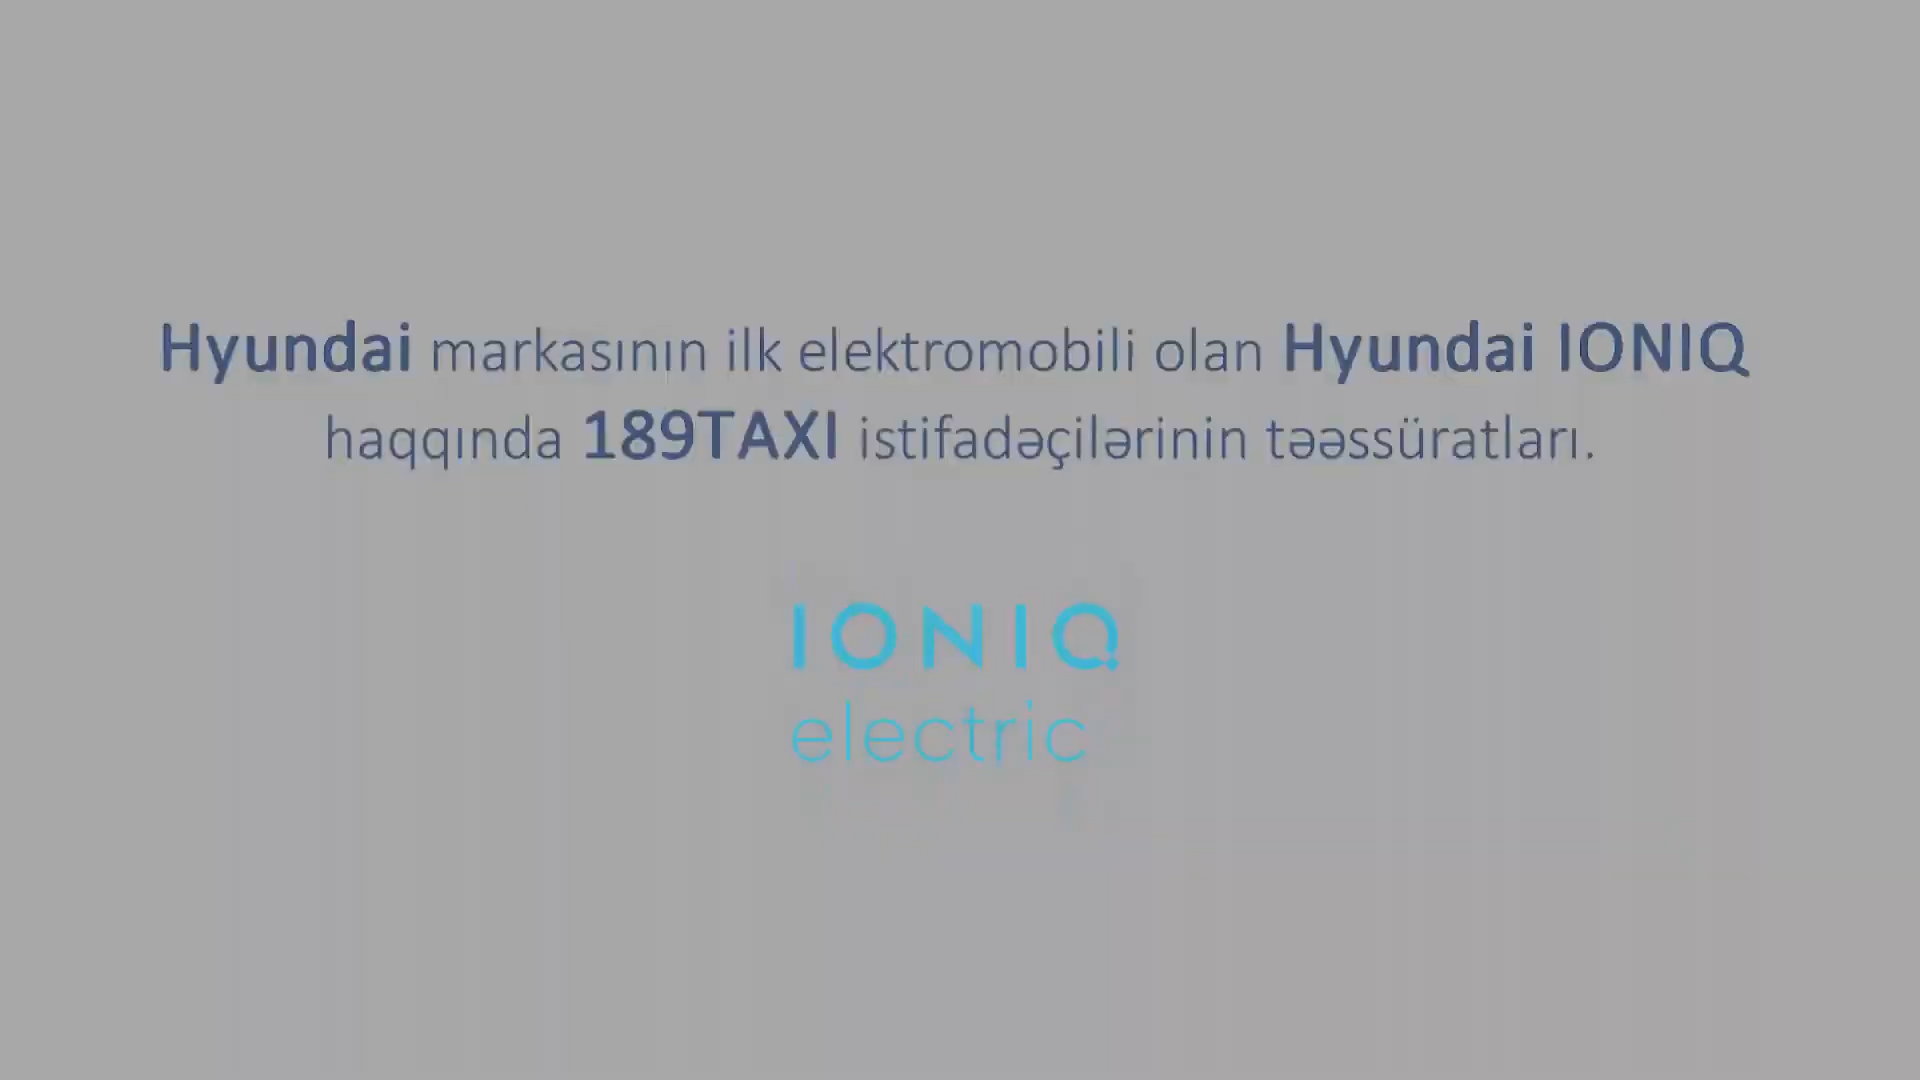 Hyundai markasının ilk elektromobili olan Hyundai IONIQ
haqqında 189TAXI istifadəçilərinin təəssüratları.
IONIQ
electric